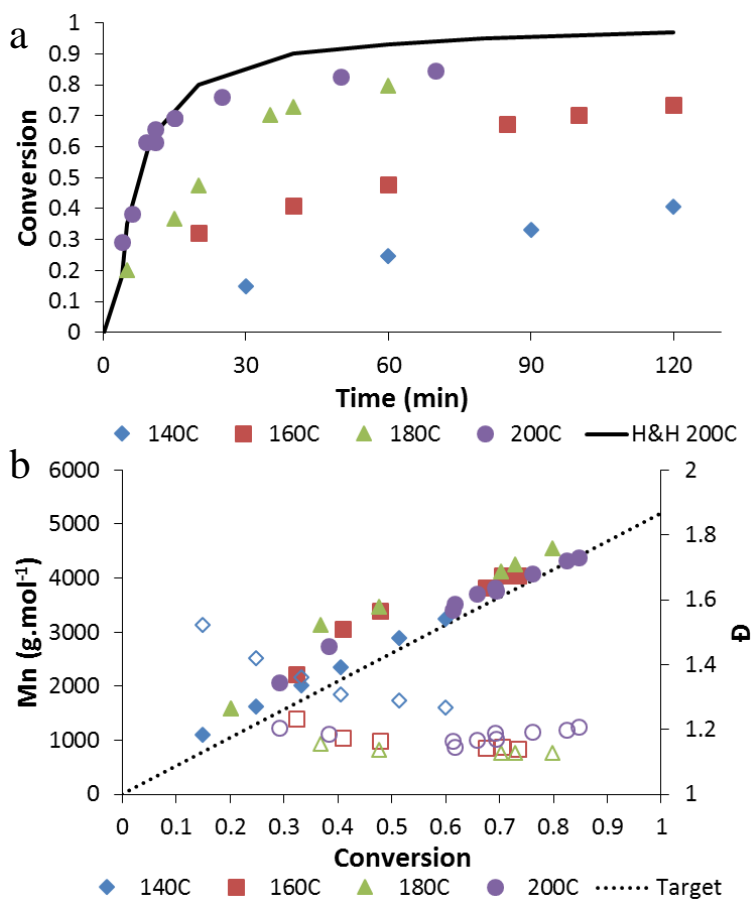 a
1
0.9
0.8
0.7
0.6
0.5
0.4
0.3
0.2
0.1
0
Conversion
0 30 60 90 120
Time (min)
140C 160C 180C 200C H&H 200C
b
6000
5000
4000
3000
2000
1000
0
Mn (g.mol-1)
2
1.8
1.6
1.4
1.2
1
Đ
0 0.1 0.2 0.3 0.4 0.5 0.6 0.7 0.8 0.9 1
Conversion
140C 160C 180C 200C Target